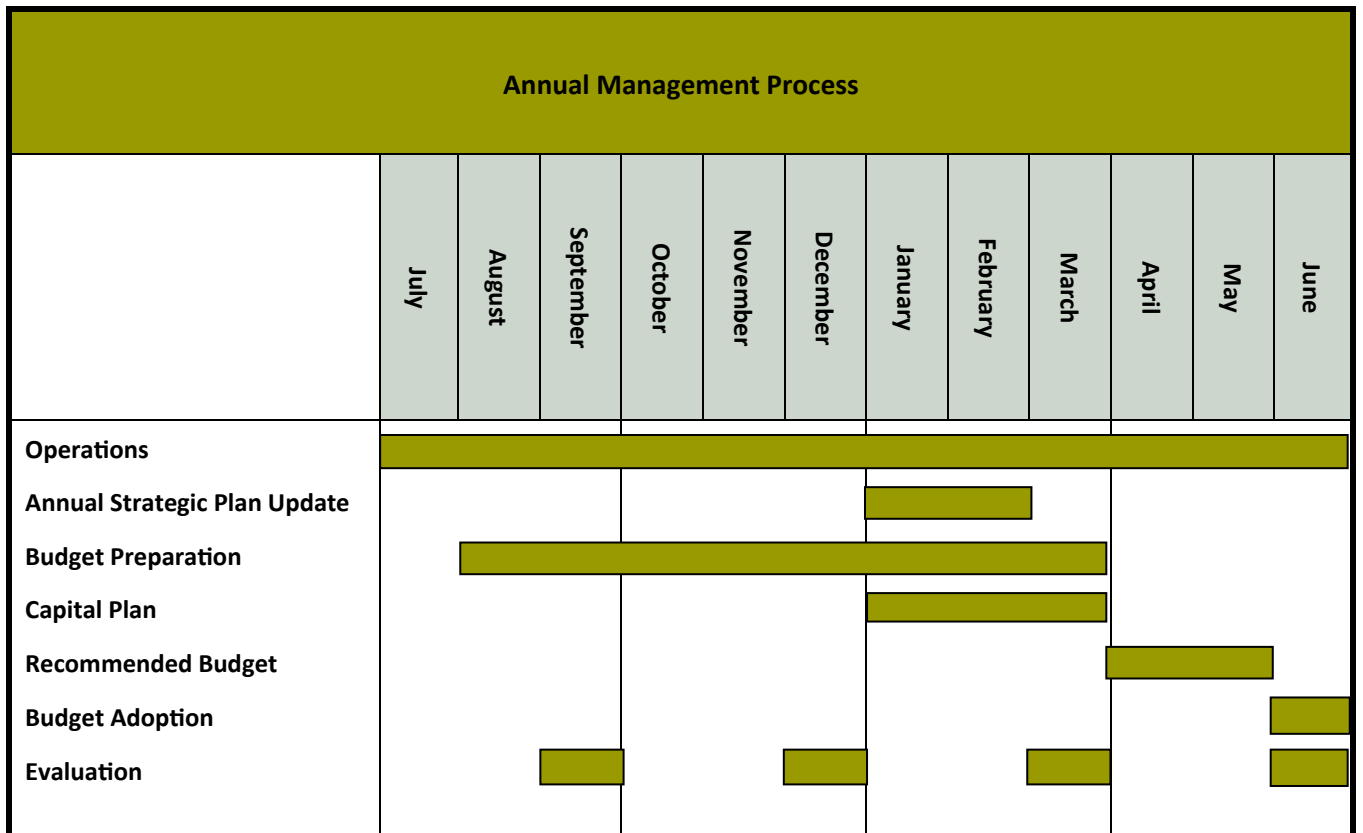 Annual Management Process
July
August
September
October
November
December
January
February
March
April
May
June
Operations
Annual Strategic Plan Update
Budget Preparation
Capital Plan
Recommended Budget
Budget Adoption
Evaluation